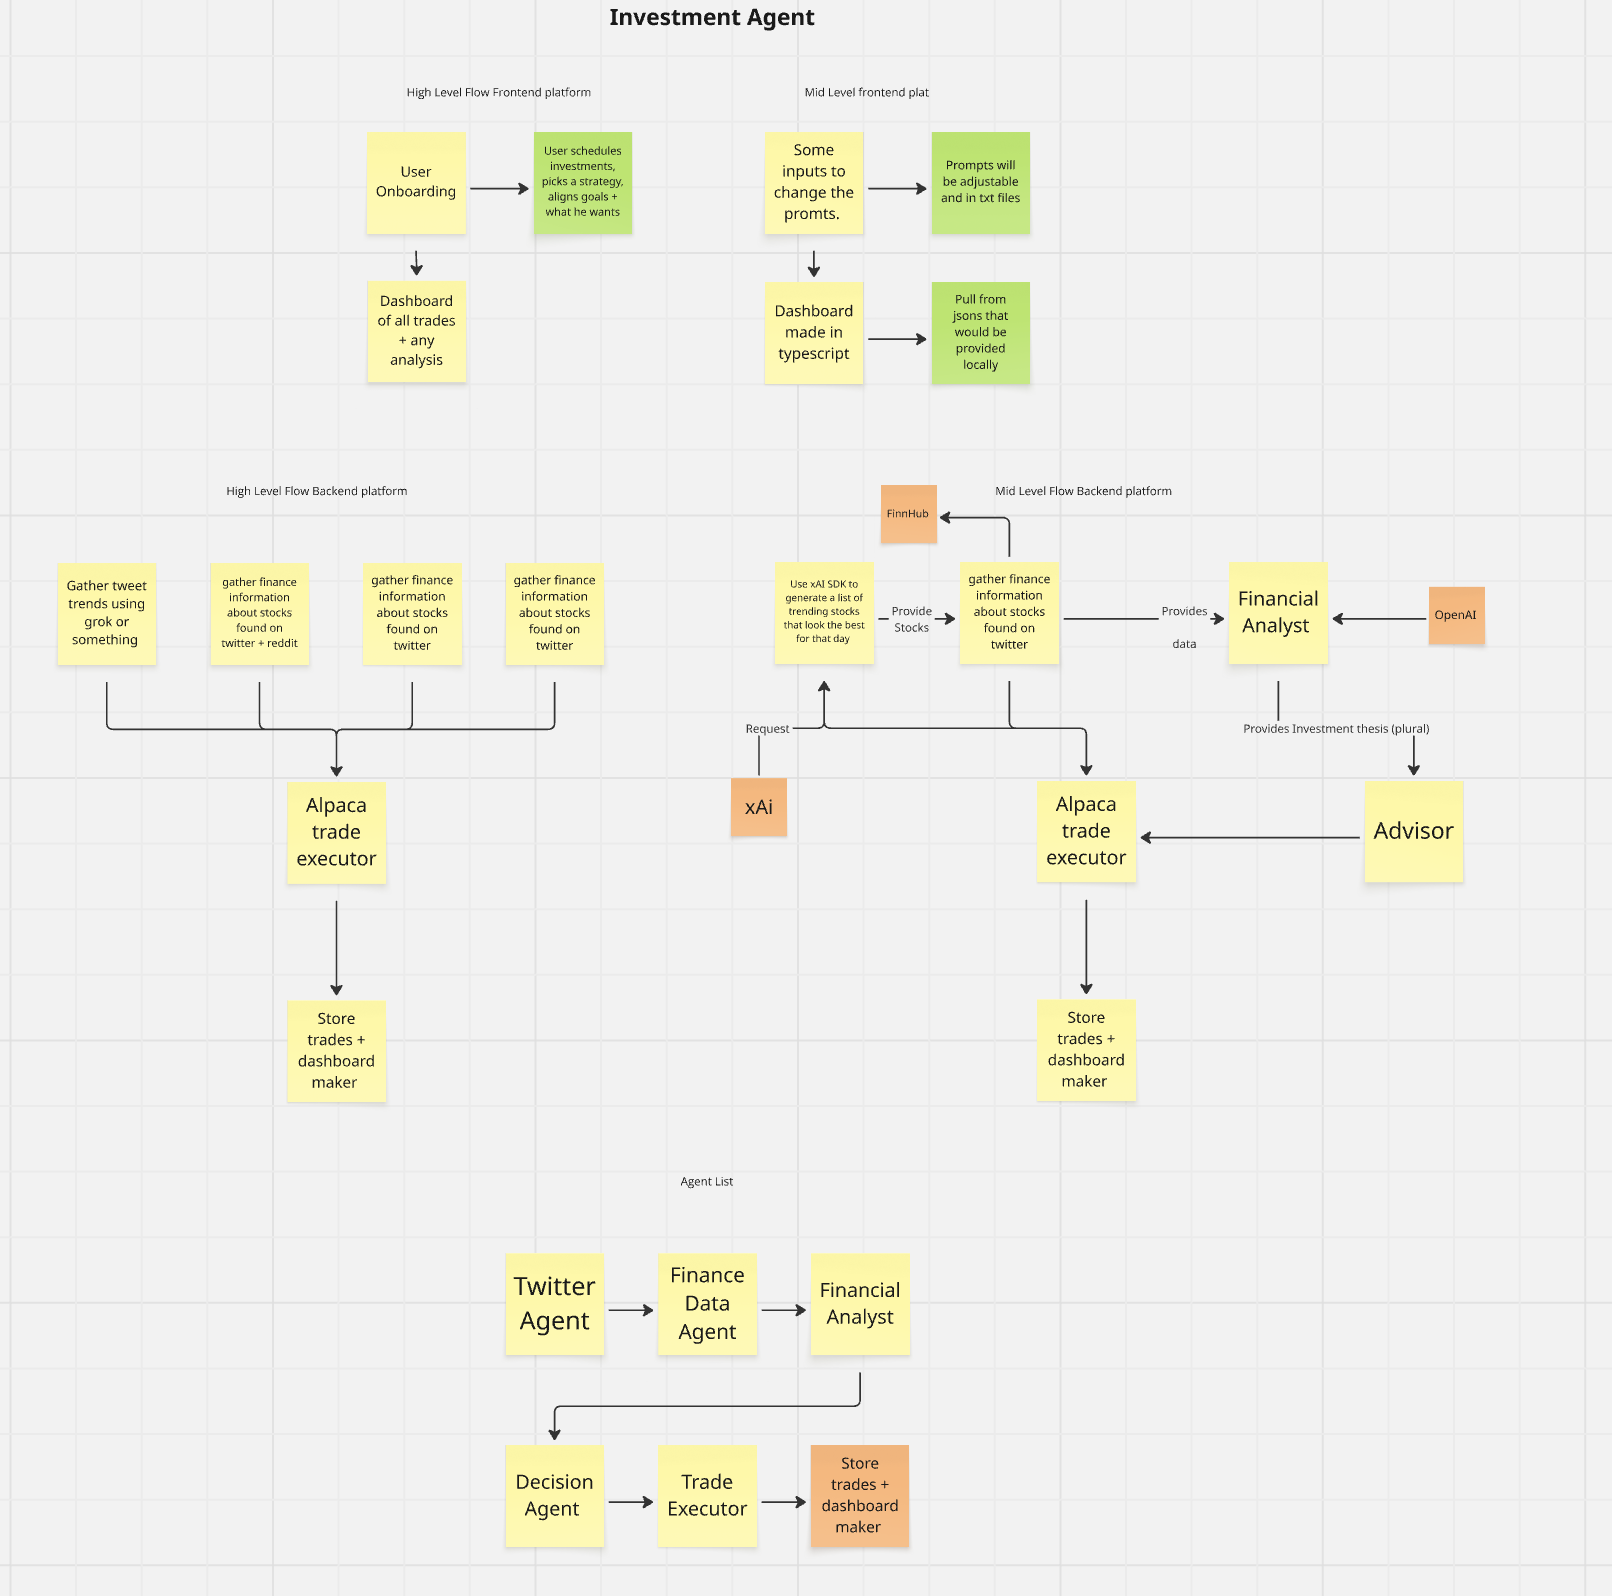 Investment Agent
High Level Flow Frontend platform
Mid Level frontend plat
User
Onboarding
User schedules
investments,
picks a strategy,
aligns goals +
what he wants
Some
inputs to
change the
promts.
Prompts will
be adjustable
and in txt files
Dashboard
of all trades
+ any
analysis
Dashboard
made in
typescript
Pull from
jsons that
would be
provided
locally
High Level Flow Backend platform
Mid Level Flow Backend platform
FinnHub
Gather tweet
trends using
grok or
something
gather finance
information
about stocks
found on
twitter + reddit
gather finance
information
about stocks
found on
twitter
gather finance
information
about stocks
found on
twitter
Use xAI SDK to
generate a list of
trending stocks
that look the best
for that day
Provide
Stocks
gather finance
information
about stocks
found on
twitter
Provides
data
Financial
Analyst
OpenAI
Request
Provides Investment thesis (plural)
xAi
Alpaca
trade
executor
Alpaca
trade
executor
Advisor
Store
trades +
dashboard
maker
Store
trades +
dashboard
maker
Agent List
Twitter
Agent
Finance
Data
Agent
Financial
Analyst
Decision
Agent
Trade
Executor
Store
trades +
dashboard
maker